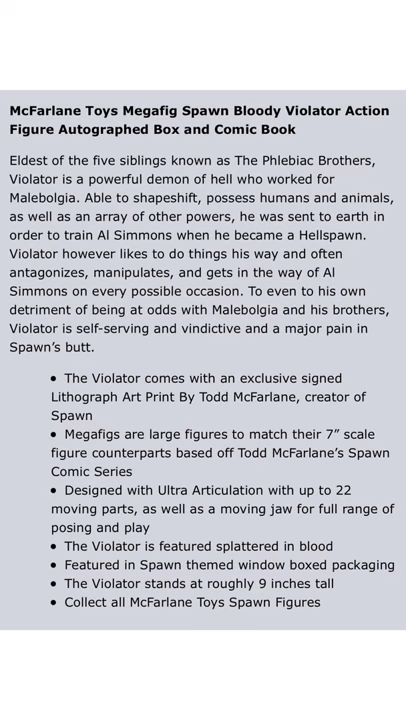 McFarlane Toys Megafig Spawn Bloody Violator Action
Figure Autographed Box and Comic Book
Eldest of the five siblings known as The Phlebiac Brothers,
Violator is a powerful demon of hell who worked for
Malebolgia. Able to shapeshift, possess humans and animals,
as well as an array of other powers, he was sent to earth in
order to train Al Simmons when he became a Hellspawn.
Violator however likes to do things his way and often
antagonizes, manipulates, and gets in the way of Al
Simmons on every possible occasion. To even to his own
detriment of being at odds with Malebolgia and his brothers,
Violator is self-serving and vindictive and a major pain in
Spawn’s butt.
• The Violator comes with an exclusive signed
Lithograph Art Print By Todd McFarlane, creator of
Spawn
• Megafigs are large figures to match their 7” scale
figure counterparts based off Todd McFarlane’s Spawn
Comic Series
• Designed with Ultra Articulation with up to 22
moving parts, as well as a moving jaw for full range of
posing and play
• The Violator is featured splattered in blood
• Featured in Spawn themed window boxed packaging
• The Violator stands at roughly 9 inches tall
• Collect all McFarlane Toys Spawn Figures